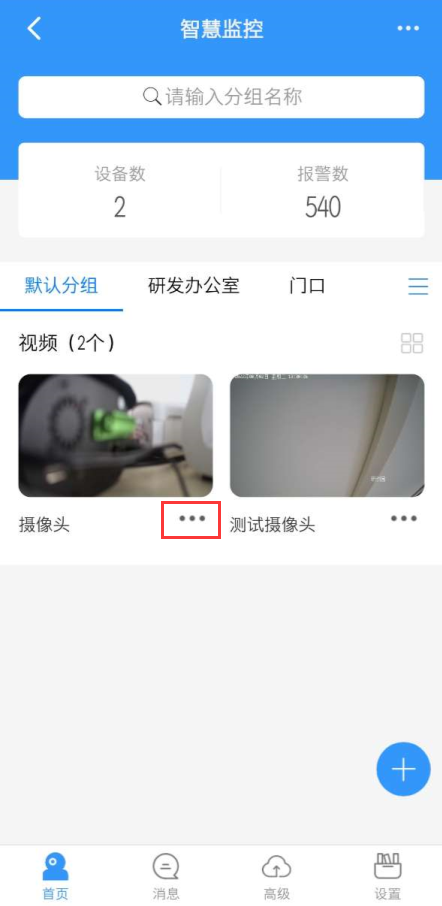 智慧监控
请输入分组名称
设备数 报警数
2 540
默认分组 研发办公室 门口
视频（2个）
摄像头 测试摄像头
首页 消息 高级 设置